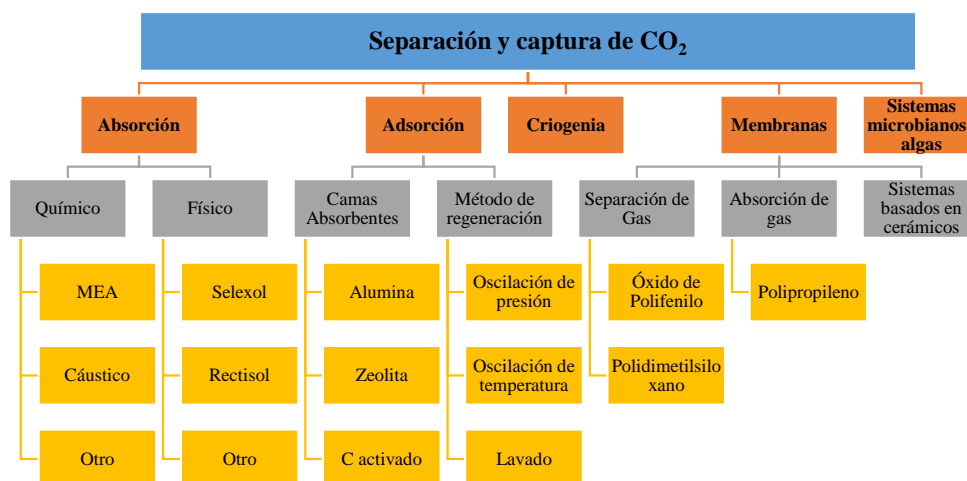 Separación y captura de CO₂
Absorción
Adsorción
Criogenia
Membranas
Sistemas
microbianos
algas
Químico
Físico
Camas
Absorbentes
Método de
regeneración
Separación de
Gas
Absorción de
gas
Sistemas
basados en
cerámicos
MEA
Selexol
Alumina
Oscilación de
presión
Óxido de
Polifenilo
Polipropileno
Cáustico
Rectisol
Zeolita
Oscilación de
temperatura
Polidimetilsilo
xano
Otro
Otro
C activado
Lavado